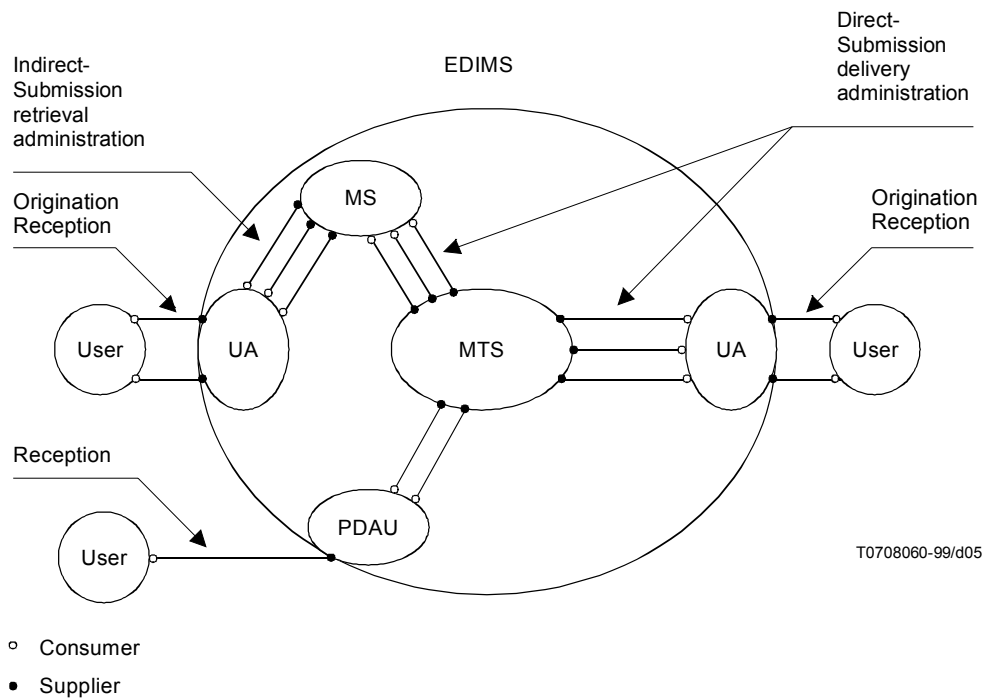 Direct-
Submission
delivery
administration
Indirect-
Submission
retrieval
administration
EDIMS
MS
Origination
Reception
Origination
Reception
User
UA
MTS
UA
User
Reception
PDAU
User
T0708060-99/d05
Consumer
Supplier